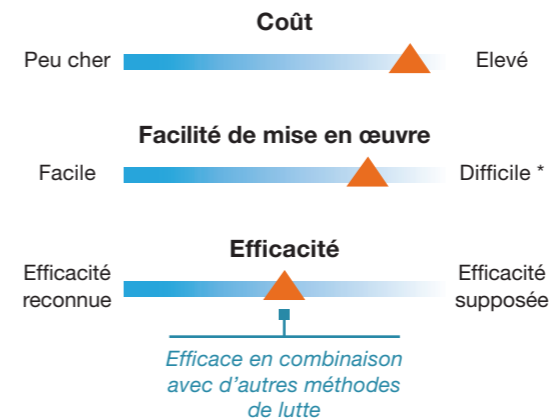 Coût
Peu cher
Elevé
Facilité de mise en œuvre
Facile
Difficile *
Efficacité
Efficacité
reconnue
Efficacité
supposée
Efficace en combinaison
avec d'autres méthodes
de lutte